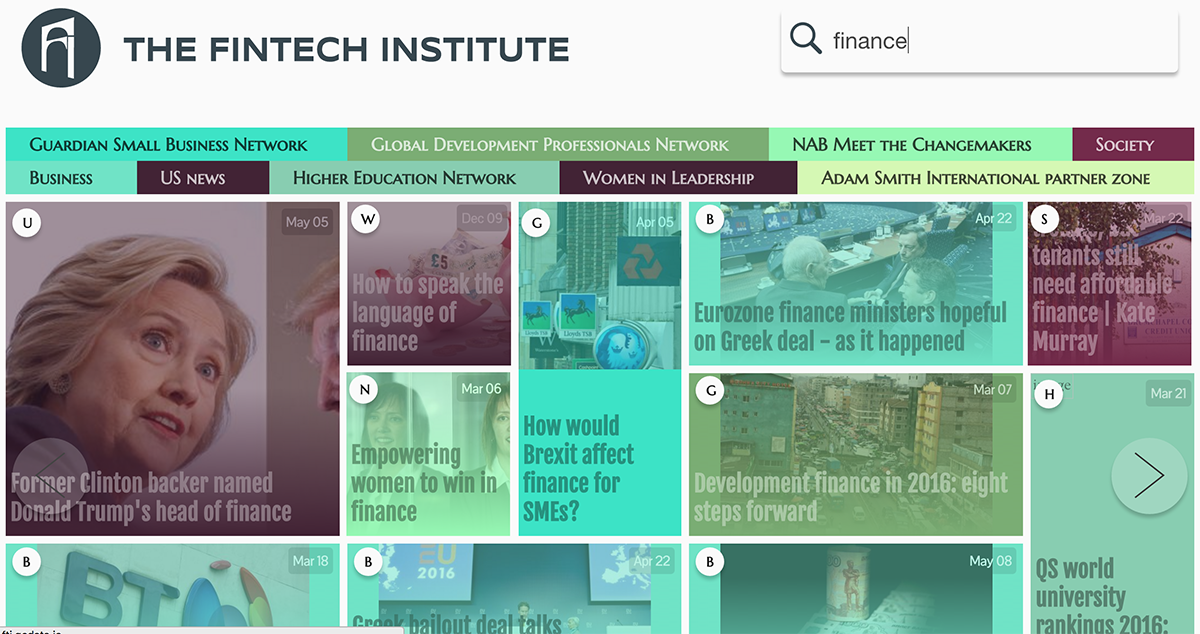 THE FINTECH INSTITUTE
finance
Guardian Small Business Network
Global Development Professionals Network
NAB Meet the Changemakers
Society
Business
US news
Higher Education Network
Women in Leadership
Adam Smith International partner zone
U
May 05
Former Clinton backer named
Donald Trump's head of finance
W
Dec 09
£5
How to speak the
language of
finance
G
Apr 05
Lloyds TSB
Lloyds TSB
How would
Brexit affect
finance for
SMEs?
B
Apr 22
Eurozone finance ministers hopeful
on Greek deal – as it happened
S
Mar 22
tenants still
need affordable
finance | Kate
Murray
N
Mar 06
Empowering
women to win in
finance
G
Mar 07
Development finance in 2016: eight
steps forward
H
Mar 21
QS world
university
rankings 2016:
B
Mar 18
BT
B
Apr 22
EU
2016
Greek bailout deal talks
B
May 08